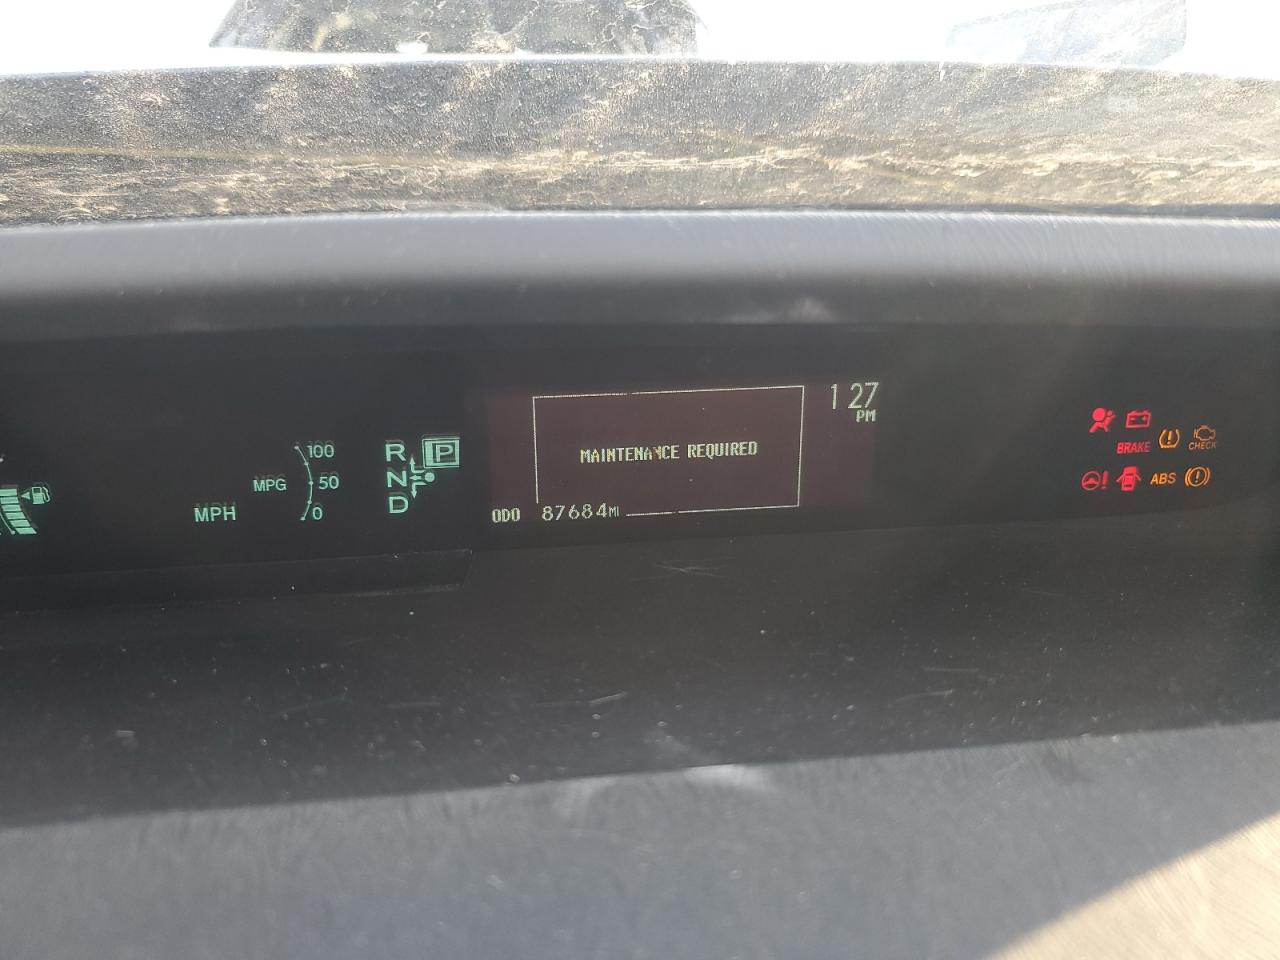 MPH
MPG
100
50
0
R
P
N
D
MAINTENANCE REQUIRED
ODO 87684MI
1 27
PM
BRAKE
CHECK
ABS